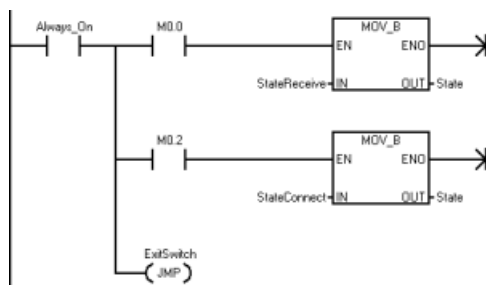 Always_On
M0.0
MOV_B
EN ENO
StateReceive IN OUT State
M0.2
MOV_B
EN ENO
StateConnect IN OUT State
ExitSwitch
JMP